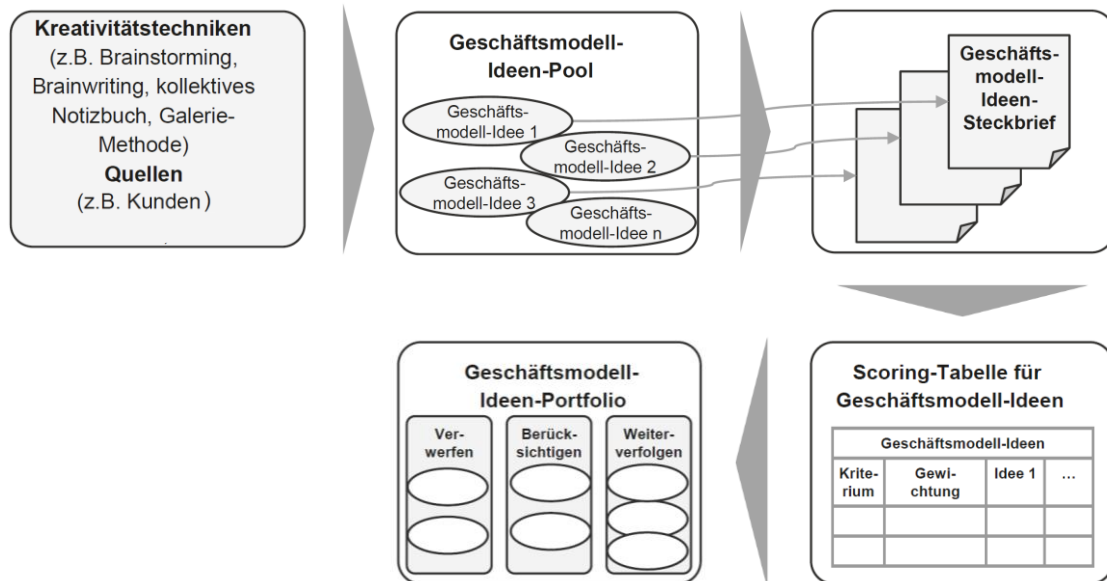 Kreativitätstechniken
(z.B. Brainstorming,
Brainwriting, kollektives
Notizbuch, Galerie-
Methode)
Quellen
(z.B. Kunden)
.
Geschäftsmodell-
Ideen-Pool
Geschäfts-
modell-Idee 1
Geschäfts-
modell-Idee 2
Geschäfts-
modell-Idee 3
Geschäfts-
modell-Idee n
Geschäfts-
modell-
Ideen-
Steckbrief
Geschäftsmodell-
Ideen-Portfolio
Ver-
werfen
Berück-
sichtigen
Weiter-
verfolgen
Scoring-Tabelle für
Geschäftsmodell-Ideen
Geschäftsmodell-Ideen
Krite-
rium
Gewi-
chtung
Idee 1
...